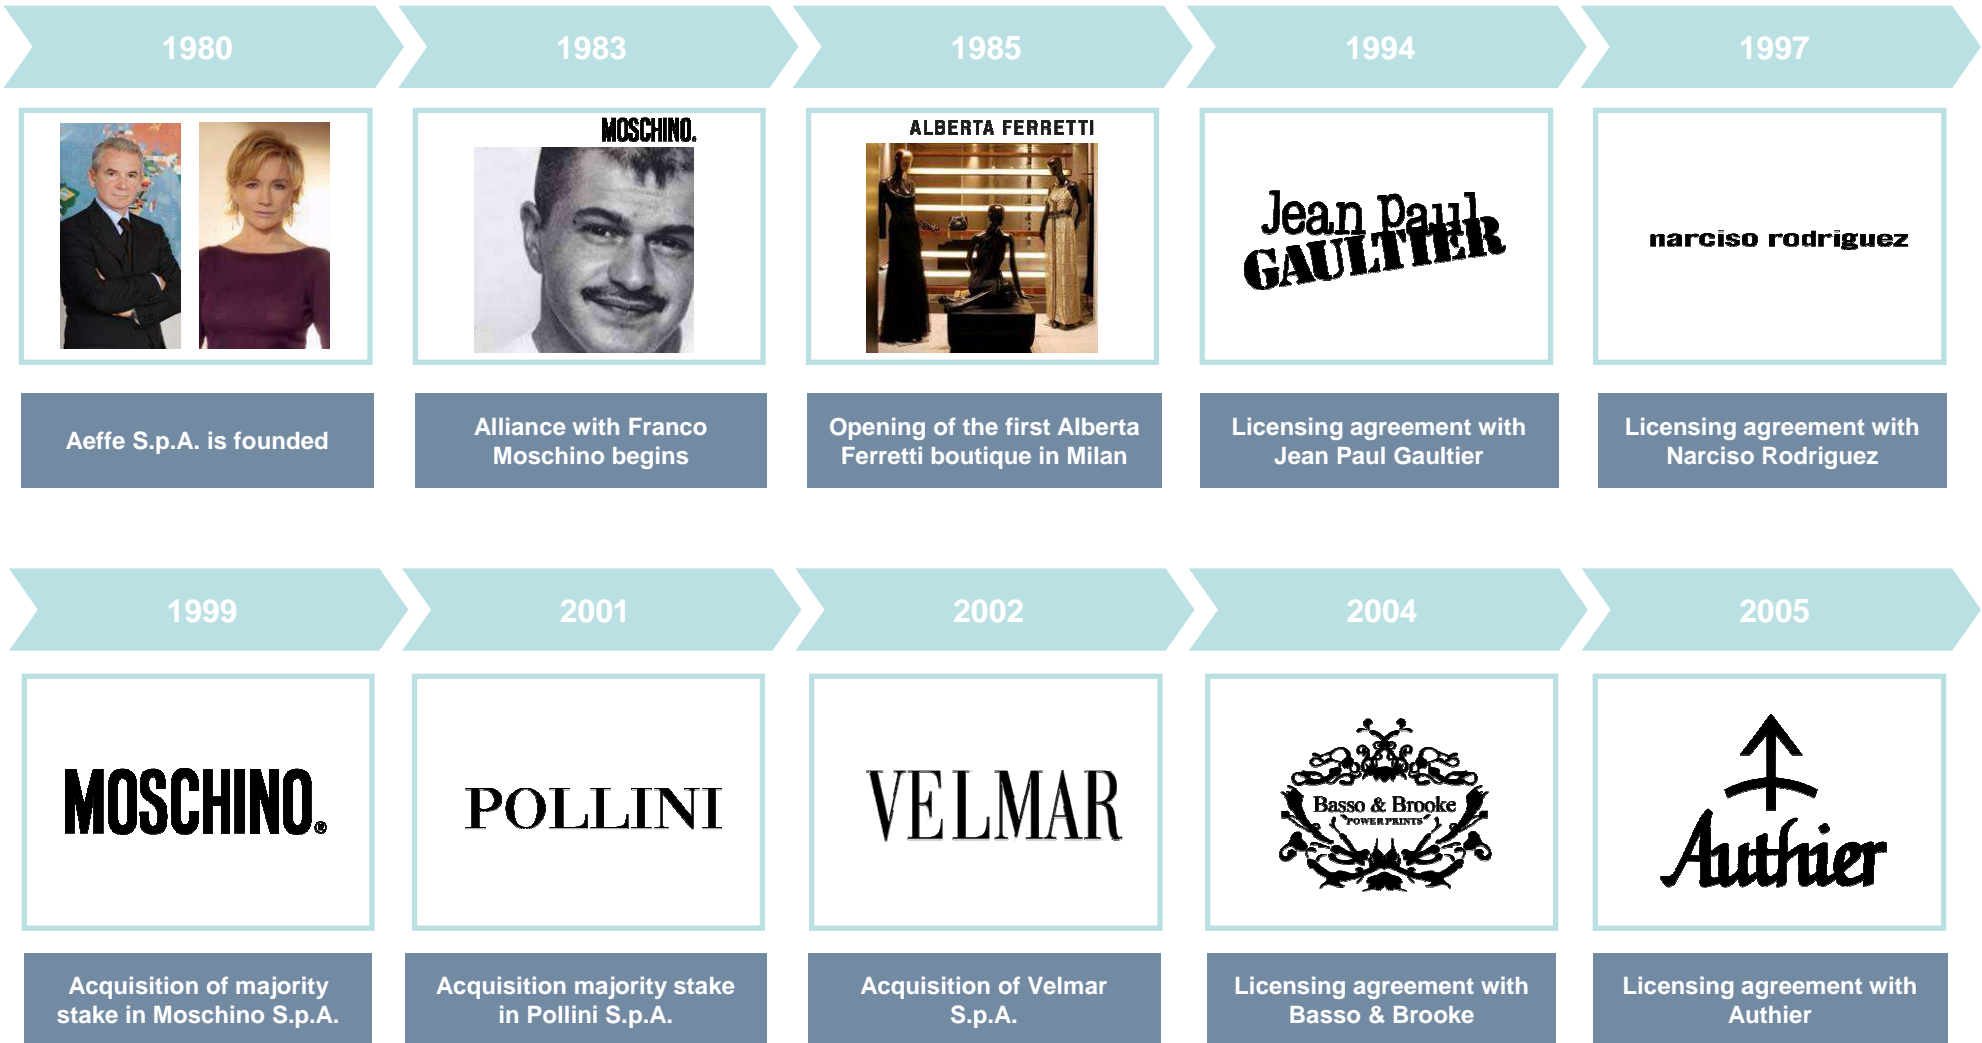 1980
1983
1985
1994
1997
MOSCHINO.
ALBERTA FERRETTI
Jean Paul
GAULTIER
narciso rodriguez
Aeffe S.p.A. is founded
Alliance with Franco
Moschino begins
Opening of the first Alberta
Ferretti boutique in Milan
Licensing agreement with
Jean Paul Gaultier
Licensing agreement with
Narciso Rodriguez
1999
2001
2002
2004
2005
MOSCHINO.®
POLLINI
VELMAR
Basso & Brooke
POWER PRINTS
Authier
Acquisition of majority
stake in Moschino S.p.A.
Acquisition majority stake
in Pollini S.p.A.
Acquisition of Velmar
S.p.A.
Licensing agreement with
Basso & Brooke
Licensing agreement with
Authier